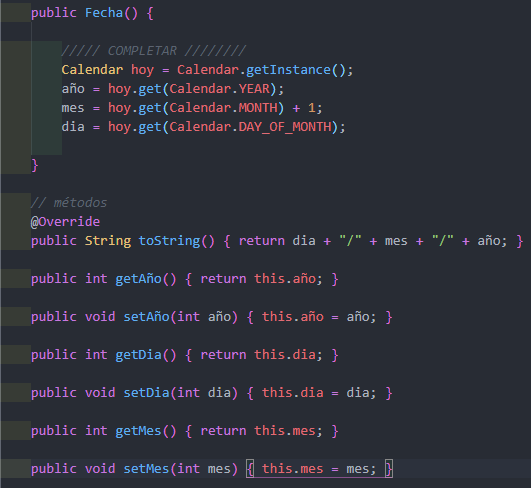 public Fecha() {
///// COMPLETAR ////////
Calendar hoy = Calendar.getInstance();
año = hoy.get(Calendar.YEAR);
mes = hoy.get(Calendar.MONTH) + 1;
dia = hoy.get(Calendar.DAY_OF_MONTH);
}
// métodos
@Override
public String toString() { return dia + "/" + mes + "/" + año; }
public int getAño() { return this.año; }
public void setAño(int año) { this.año = año; }
public int getDia() { return this.dia; }
public void setDia(int dia) { this.dia = dia; }
public int getMes() { return this.mes; }
public void setMes(int mes) { this.mes = mes; }